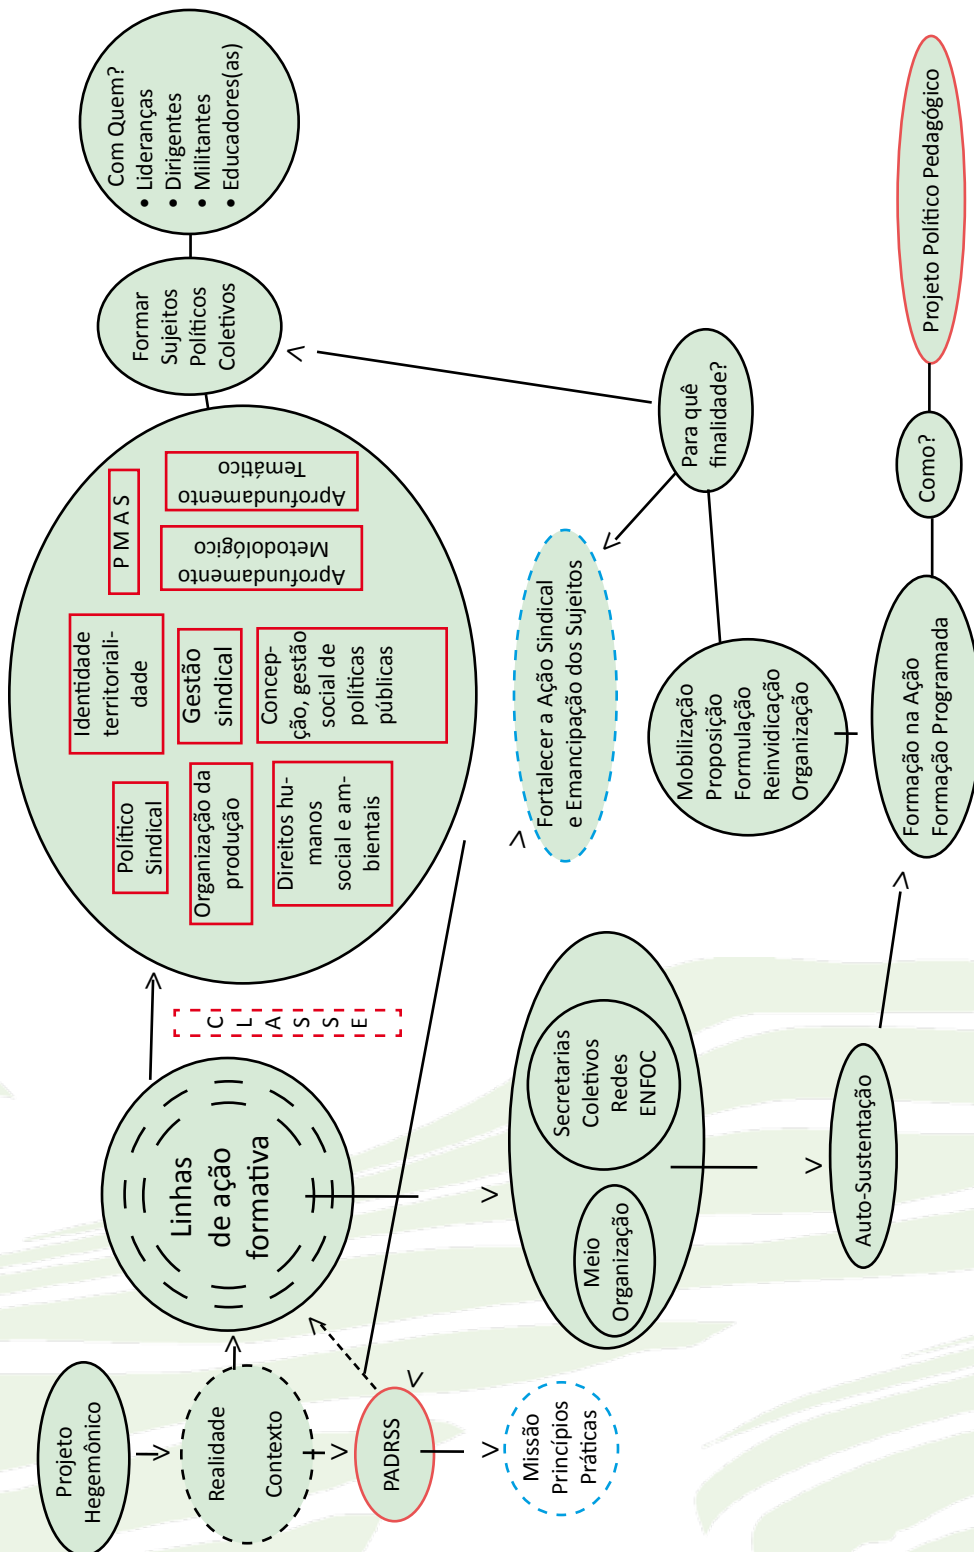 Projeto
Hegemônico
Realidade
Contexto
PADRSS
Missão
Princípios
Práticas
Linhas
de ação
formativa
C L A S S E
Político
Sindical
Organização da
produção
Direitos hu-
manos
social e am-
bientais
Identidade
territoriali-
dade
Gestão
sindical
Concep-
ção, gestão
social de
políticas
públicas
P M A S
Aprofundamento
Metodológico
Aprofundamento
Temático
Formar
Sujeitos
Políticos
Coletivos
Com Quem?
• Lideranças
• Dirigentes
• Militantes
• Educadores(as)
Meio
Organização
Secretarias
Coletivos
Redes
ENFOC
Fortalecer a Ação Sindical
e Emancipação dos Sujeitos
Para quê
finalidade?
Mobilização
Proposição
Formulação
Reinvidicação
Organização
Auto-Sustentação
Formação na Ação
Formação Programada
Como?
Projeto Político Pedagógico